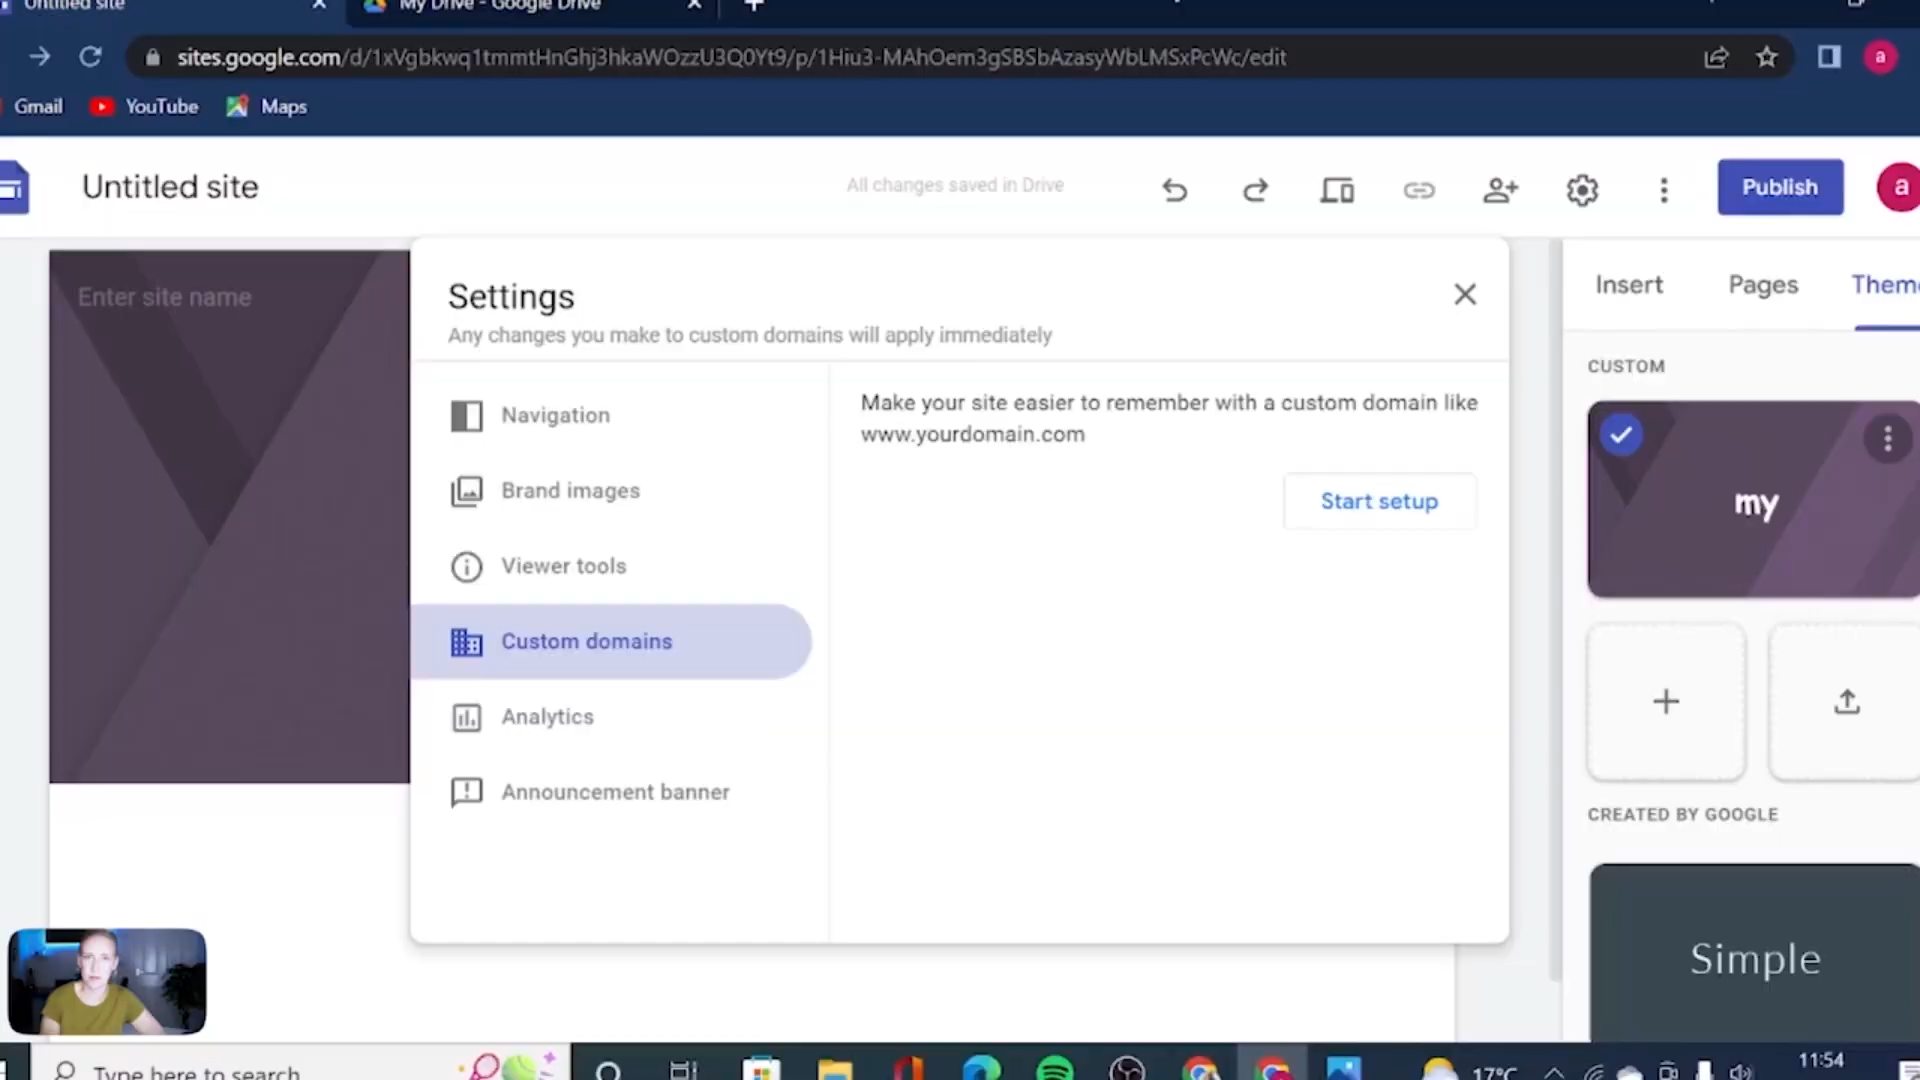 Untitled site
My Drive - Google Drive
sites.google.com/d/1xVgbkwq1tmmtHnGhj3hkaWOzzU3Q0Yt9/p/1Hiu3-MAhOem3gSBSbAzasyWbLMSxPcWc/edit
a
Gmail
YouTube
Maps
Untitled site
All changes saved in Drive
Publish
a
Enter site name
Settings
Any changes you make to custom domains will apply immediately
Navigation
Brand images
Viewer tools
Custom domains
Analytics
Announcement banner
Make your site easier to remember with a custom domain like
www.yourdomain.com
Start setup
Insert
Pages
Them
CUSTOM
my
CREATED BY GOOGLE
Simple
Type here to search
17°C
11:54